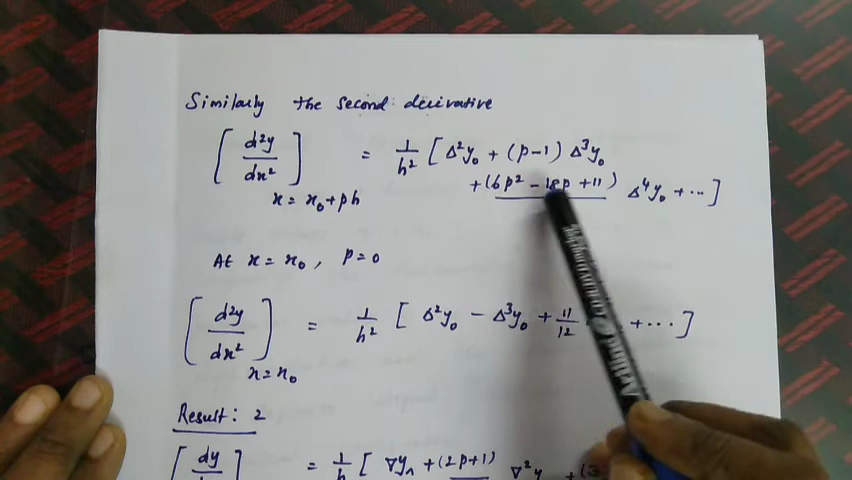 Similarly the second derivative
[d²y/dx²] x = x₀+ph = 1/h² [Δ²y₀ + (p-1) Δ³y₀
+(6p² - 18p + 11) Δ⁴y₀ + ...]
At x = x₀, p=0
[d²y/dx²] x=x₀ = 1/h² [Δ²y₀ - Δ³y₀ + 11/12 + ...]
Result: 2
[dy = 1/h [∇yₙ + (2p+1) ∇²y + (3